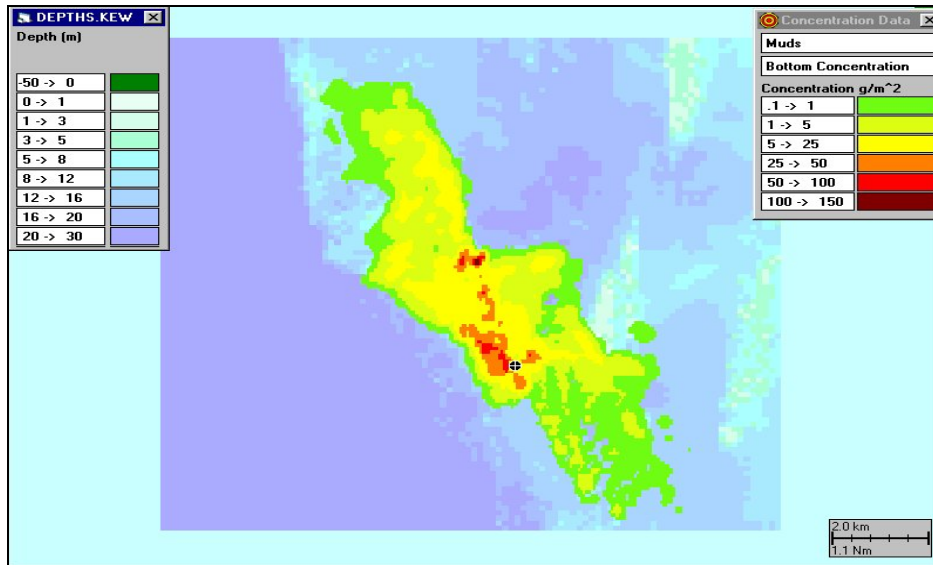 DEPTHS.KEW
Depth (m)
-50 -> 0
0 -> 1
1 -> 3
3 -> 5
5 -> 8
8 -> 12
12 -> 16
16 -> 20
20 -> 30
Concentration Data
Muds
Bottom Concentration
Concentration g/m^2
.1 -> 1
1 -> 5
5 -> 25
25 -> 50
50 -> 100
100 -> 150
2.0 km
1.1 Nm